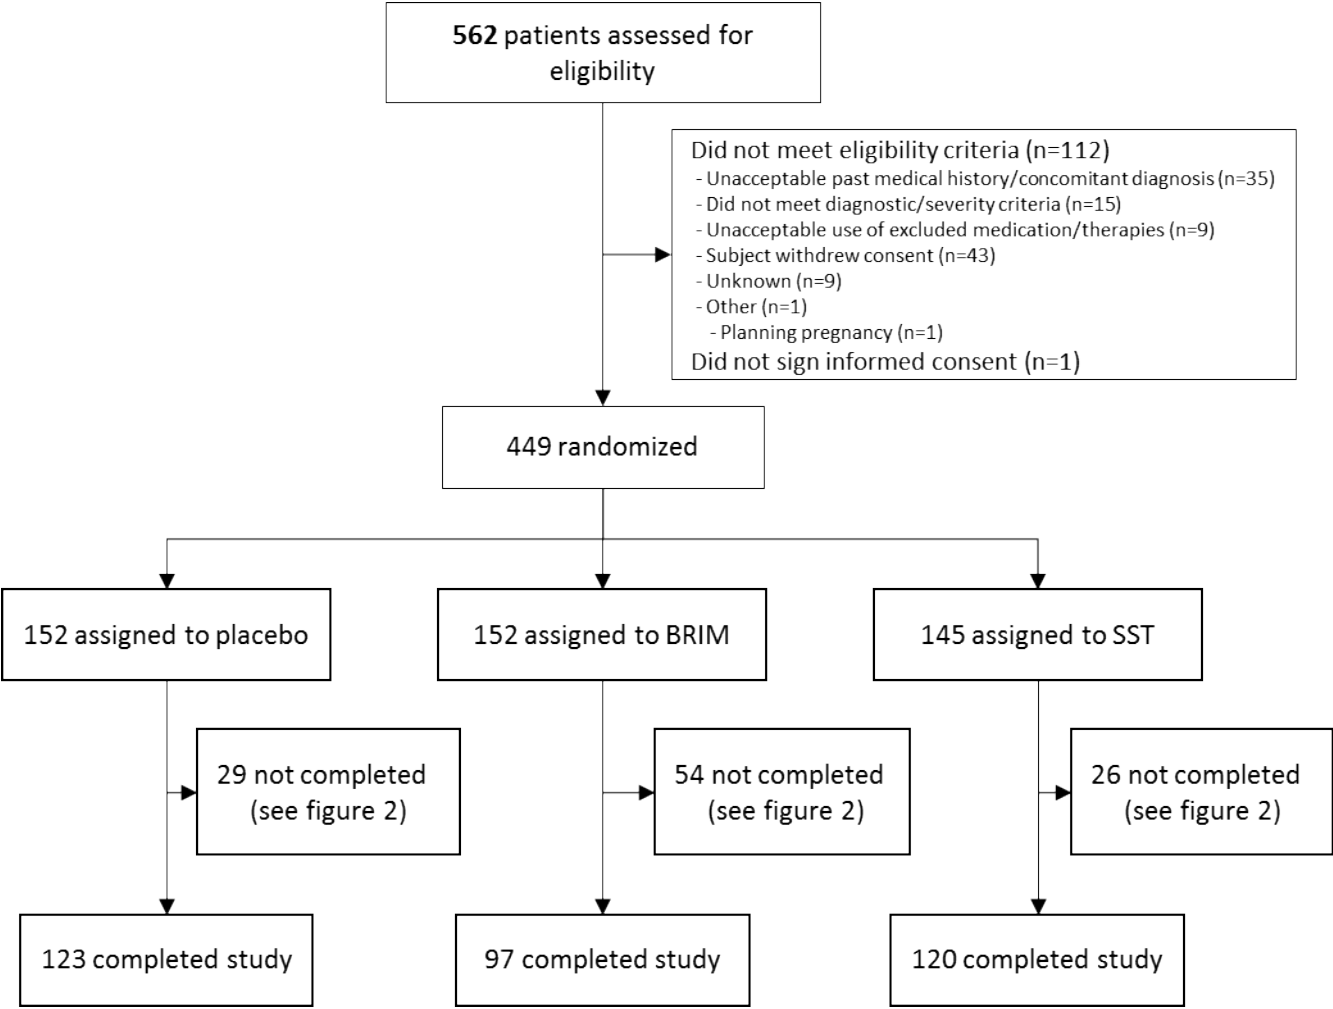 562 patients assessed for
eligibility
Did not meet eligibility criteria (n=112)
- Unacceptable past medical history/concomitant diagnosis (n=35)
- Did not meet diagnostic/severity criteria (n=15)
- Unacceptable use of excluded medication/therapies (n=9)
- Subject withdrew consent (n=43)
- Unknown (n=9)
- Other (n=1)
- Planning pregnancy (n=1)
Did not sign informed consent (n=1)
449 randomized
152 assigned to placebo
152 assigned to BRIM
145 assigned to SST
29 not completed
(see figure 2)
54 not completed
(see figure 2)
26 not completed
(see figure 2)
123 completed study
97 completed study
120 completed study